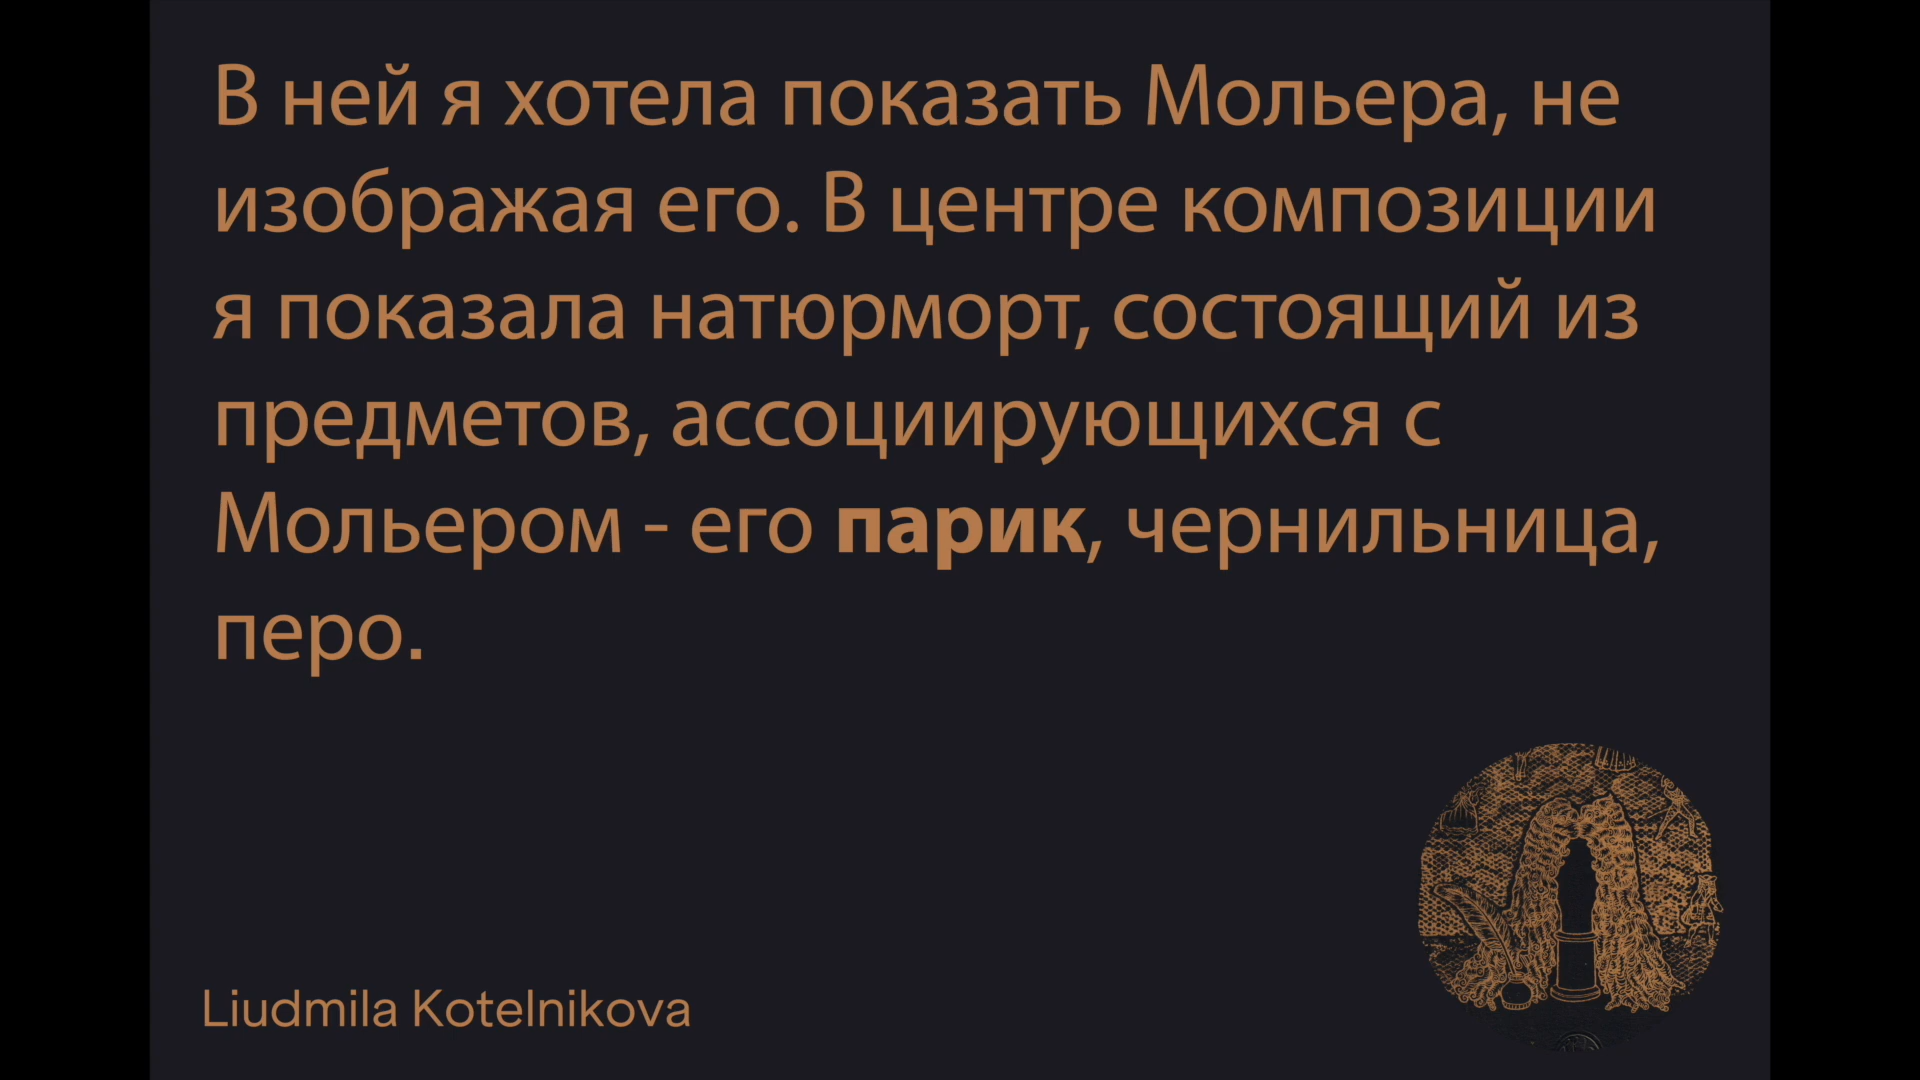 В ней я хотела показать Мольера, не
изображая его. В центре композиции
я показала натюрморт, состоящий из
предметов, ассоциирующихся с
Мольером - его парик, чернильница,
перо.
Liudmila Kotelnikova